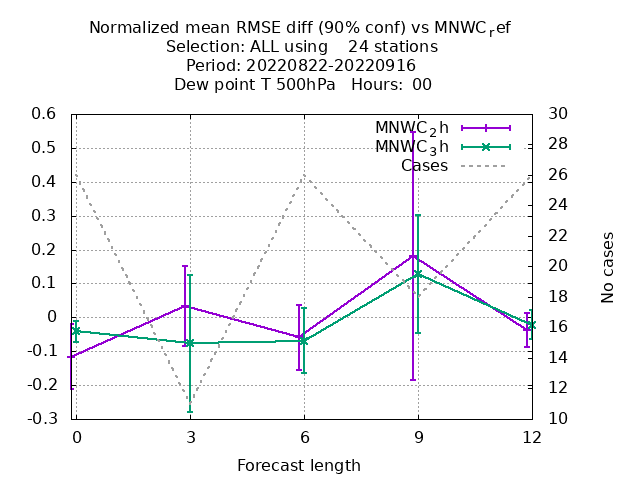 Normalized mean RMSE diff (90% conf) vs MNWCref
Selection: ALL using 24 stations
Period: 20220822-20220916
Dew point T 500hPa Hours: 00
MNWC2h
MNWC3h
Cases
0.6
0.5
0.4
0.3
0.2
0.1
0
-0.1
-0.2
-0.3
30
28
26
24
22
20
18
16
14
12
10
No cases
0 3 6 9 12
Forecast length